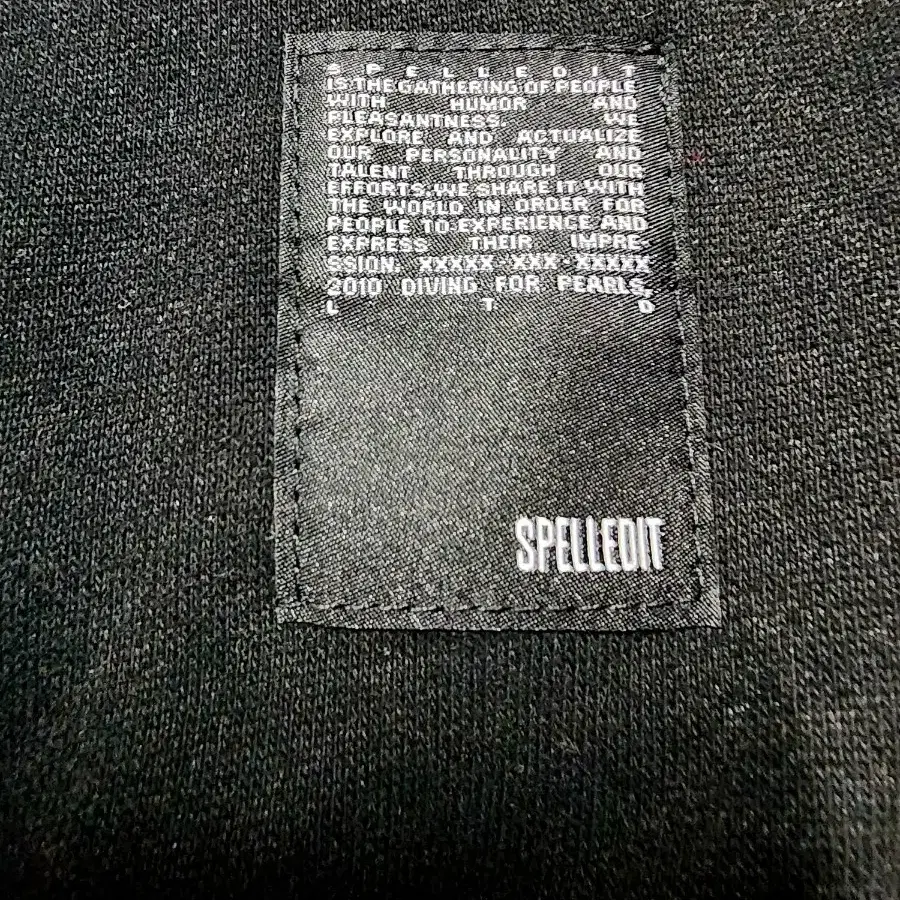 SPELLEDIT
IS THE GATHERING OF PEOPLE
WITH HUMOR AND
PLEASANTNESS. WE
EXPLORE AND ACTUALIZE
OUR PERSONALITY AND
TALENT THROUGH OUR
EFFORTS.WE SHARE IT WITH
THE WORLD IN ORDER FOR
PEOPLE TO EXPERIENCE AND
EXPRESS THEIR IMPRE-
SSION. XXXXX-XXX-XXXXX
2010 DIVING FOR PEARLS,
LTD
SPELLEDIT